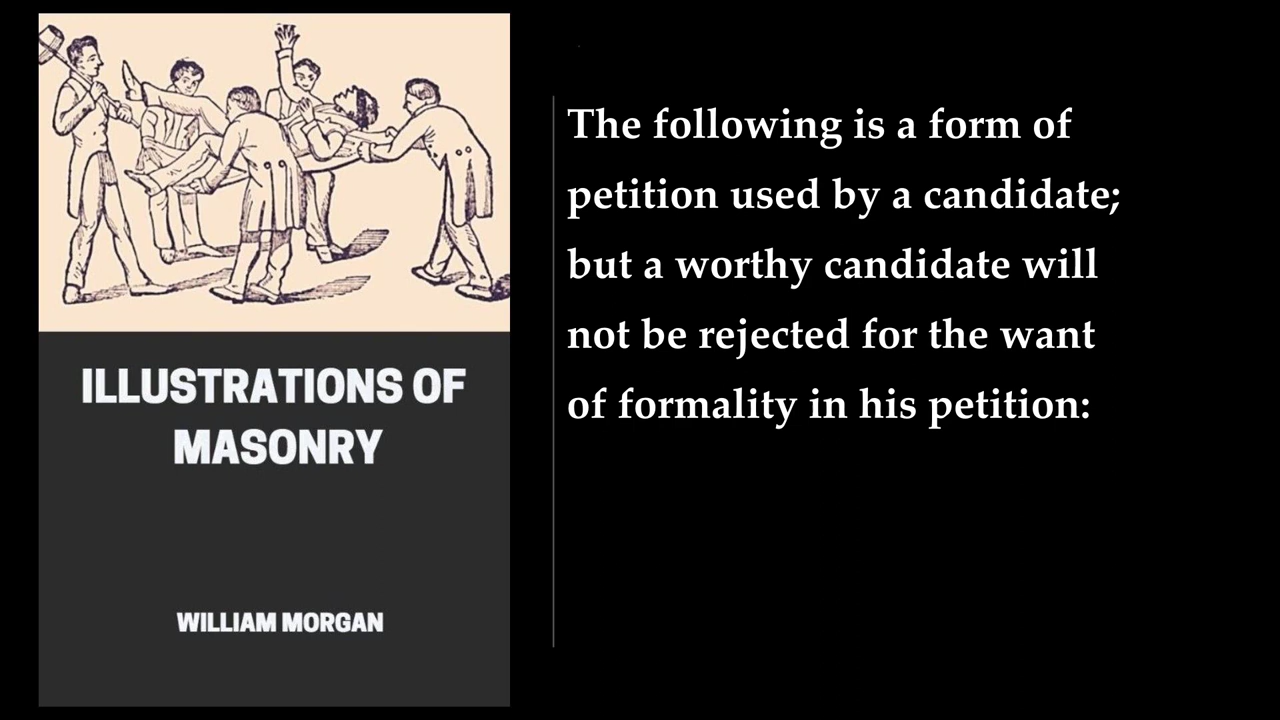 ILLUSTRATIONS OF
MASONRY
WILLIAM MORGAN
The following is a form of
petition used by a candidate;
but a worthy candidate will
not be rejected for the want
of formality in his petition: